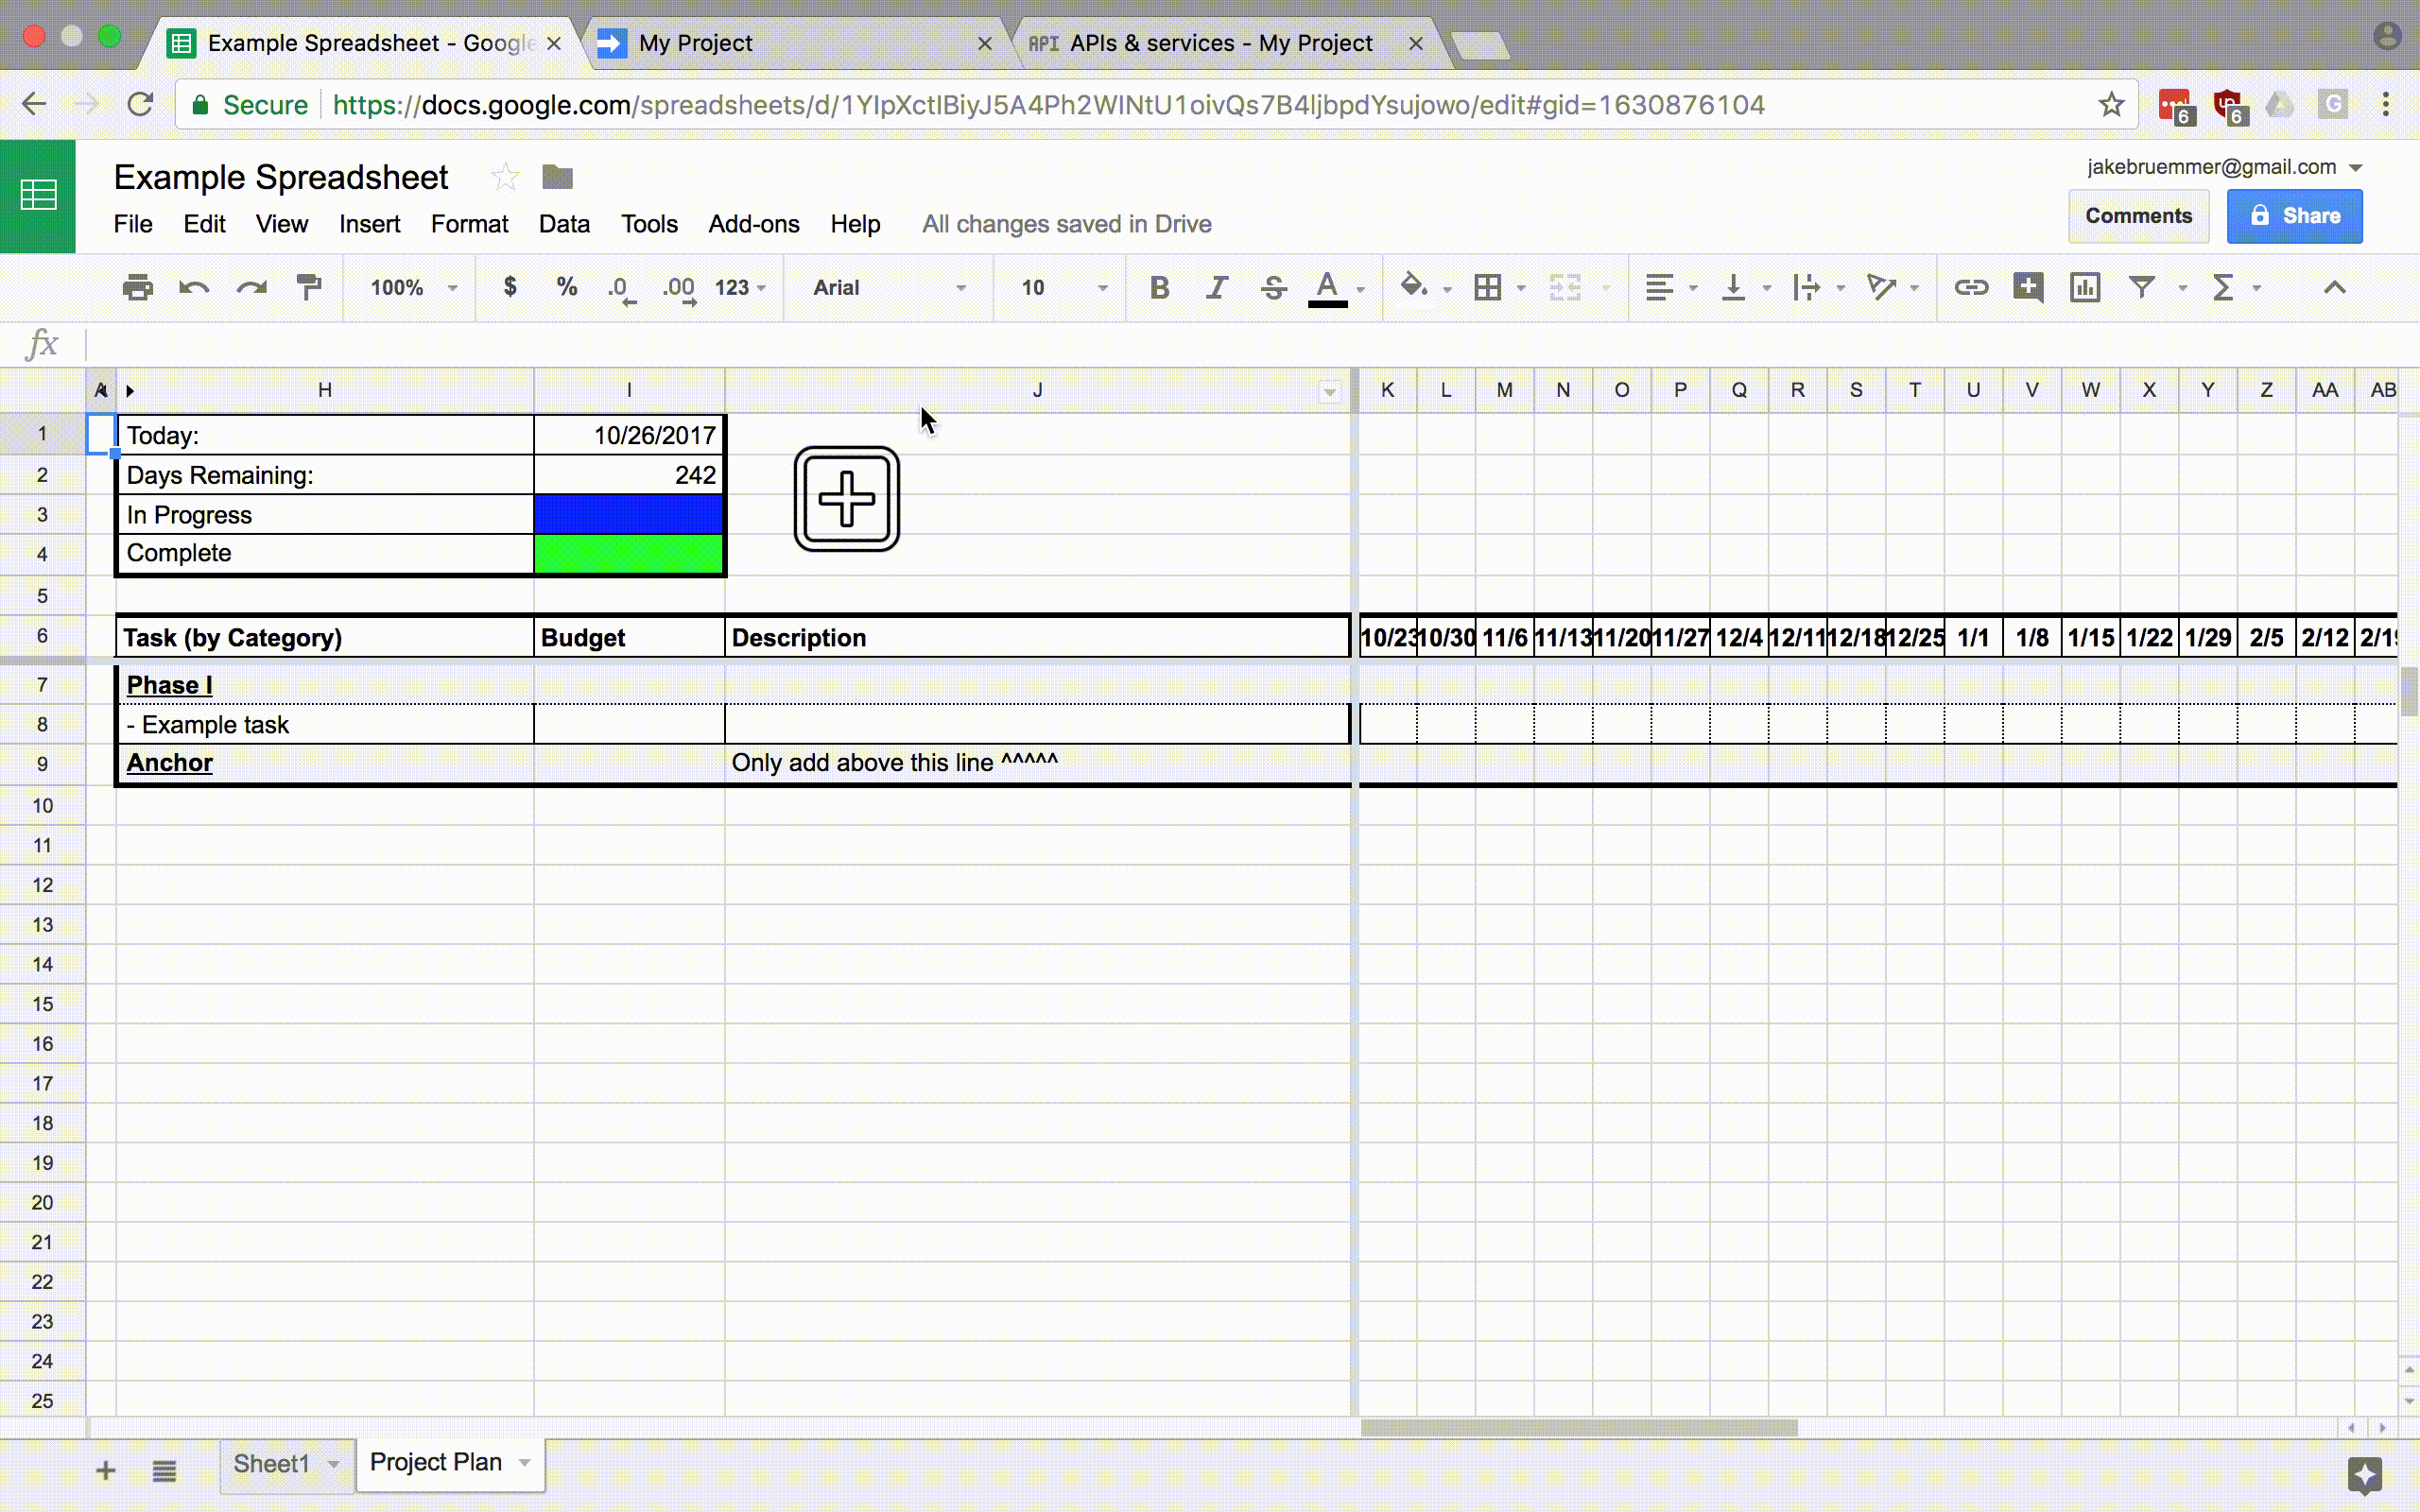 Example Spreadsheet - Google
My Project
API APIs & services - My Project
Secure https://docs.google.com/spreadsheets/d/1YIpXctIBiyJ5A4Ph2WINtU1oivQs7B4ljbpdYsujowo/edit#gid=1630876104
6 6 G
Example Spreadsheet
jakebruemmer@gmail.com
File Edit View Insert Format Data Tools Add-ons Help All changes saved in Drive
Comments Share
100% $ % .0 .00 123 Arial 10 B I S A
fx
A H I J K L M N O P Q R S T U V W X Y Z AA AB
1 Today: 10/26/2017
2 Days Remaining: 242
3 In Progress
4 Complete
5
6 Task (by Category) Budget Description 10/23 10/30 11/6 11/13 11/20 11/27 12/4 12/11 12/18 12/25 1/1 1/8 1/15 1/22 1/29 2/5 2/12 2/19
7 Phase I
8 - Example task
9 Anchor Only add above this line ^^^^^
10
11
12
13
14
15
16
17
18
19
20
21
22
23
24
25
Sheet1 Project Plan